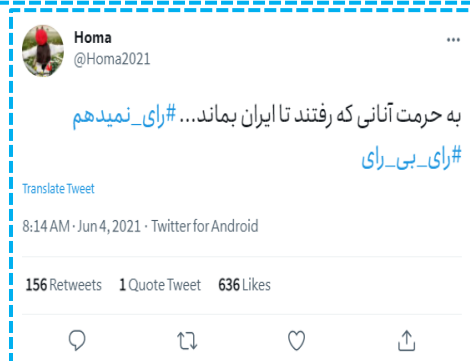 Homa
@Homa2021
به حرمت آنانی که رفتند تا ایران بماند... #رای_نمیدهم
#رای_بی_رای
Translate Tweet
8:14 AM · Jun 4, 2021 · Twitter for Android
156 Retweets 1 Quote Tweet 636 Likes